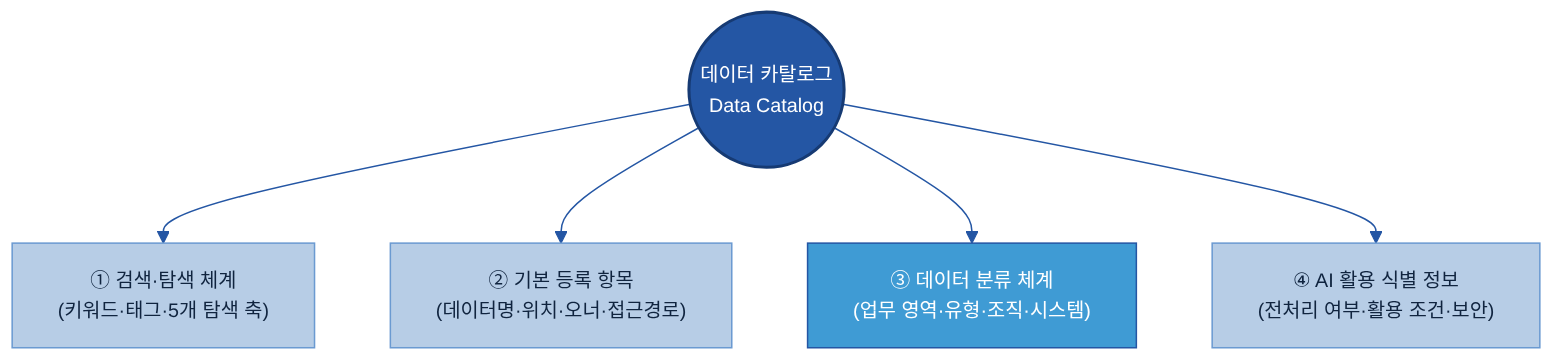 데이터 카탈로그
Data Catalog
① 검색·탐색 체계
(키워드·태그·5개 탐색 축)
② 기본 등록 항목
(데이터명·위치·오너·접근경로)
③ 데이터 분류 체계
(업무 영역·유형·조직·시스템)
④ AI 활용 식별 정보
(전처리 여부·활용 조건·보안)